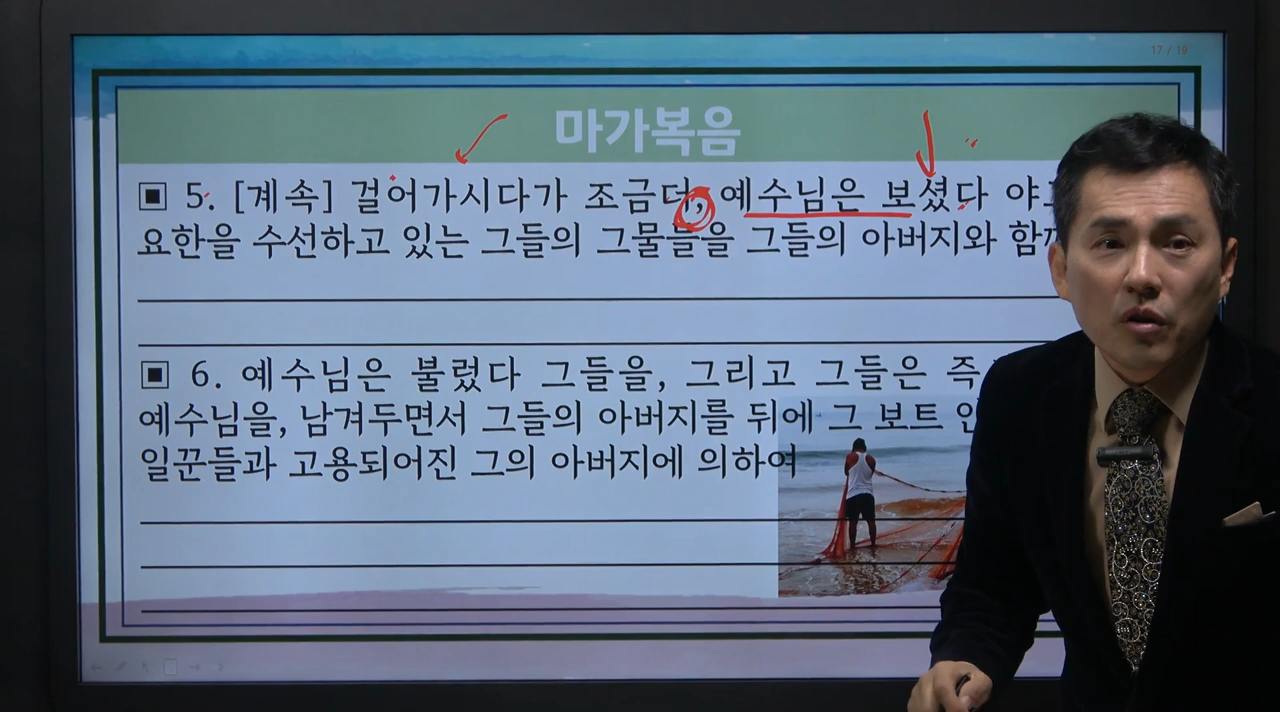 17 / 19
마가복음
▣ 5. [계속] 걸어가시다가 조금더, 예수님은 보셨다
요한을 수선하고 있는 그들의 그물들을 그들의 아버지와
▣ 6. 예수님은 불렀다 그들을, 그리고 그들은
예수님을, 남겨두면서 그들의 아버지를 뒤에 그 보트
일꾼들과 고용되어진 그의 아버지에 의하여